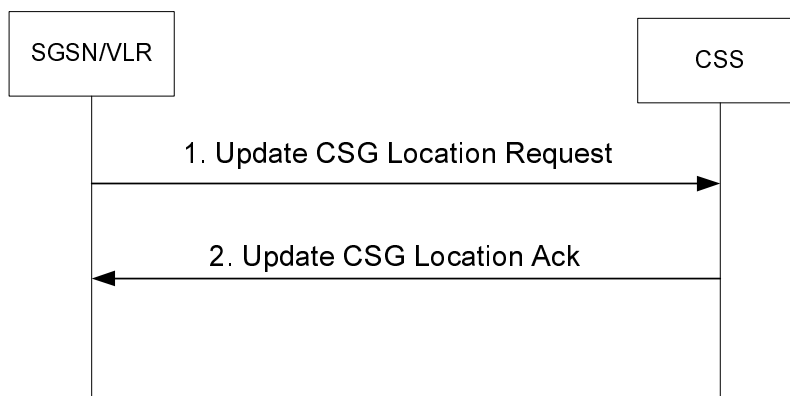 SGSN/VLR
CSS
1. Update CSG Location Request
2. Update CSG Location Ack